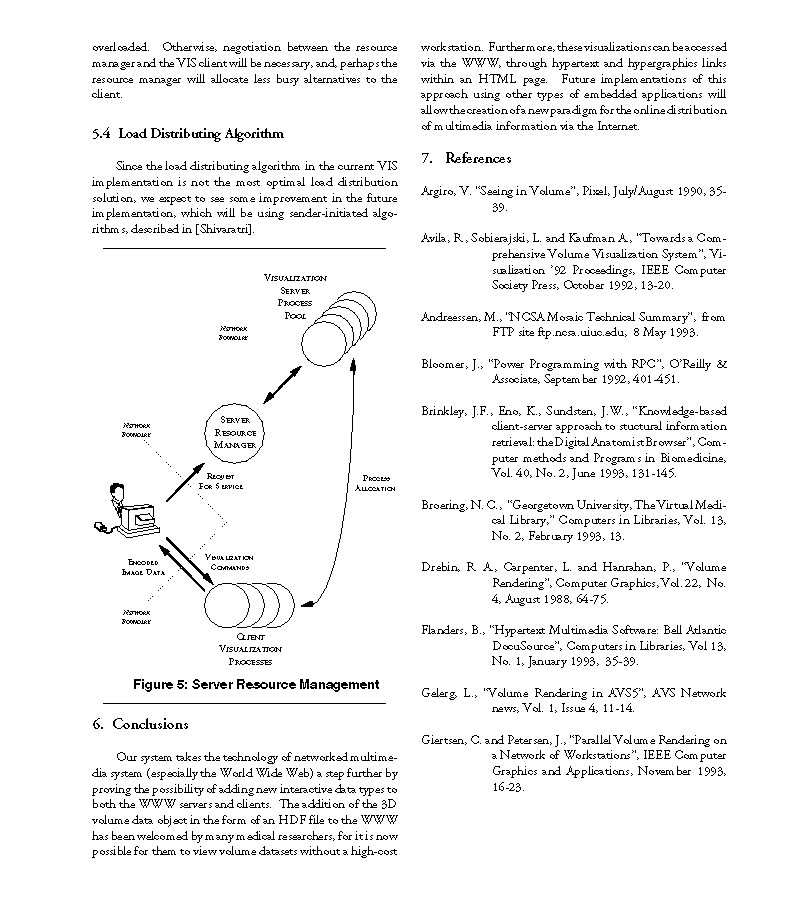 overloaded. Otherwise, negotiation between the resource
manager and the VIS client will be necessary, and, perhaps the
resource manager will allocate less busy alternatives to the
client.
5.4 Load Distributing Algorithm
Since the load distributing algorithm in the current VIS
implementation is not the most optimal load distribution
solution, we expect to see some improvement in the future
implementation, which will be using sender-initiated algo-
rithms, described in [Shivaratri].
VISUALIZATION
SERVER
PROCESS
POOL
NETWORK
BOUNDARY
SERVER
RESOURCE
MANAGER
NETWORK
BOUNDARY
REQUEST
FOR SERVICE
PROCESS
ALLOCATION
ENCODED
IMAGE DATA
VISUALIZATION
COMMANDS
NETWORK
BOUNDARY
CLIENT
VISUALIZATION
PROCESSES
Figure 5: Server Resource Management
6. Conclusions
Our system takes the technology of networked multime-
dia system (especially the World Wide Web) a step further by
proving the possibility of adding new interactive data types to
both the WWW servers and clients. The addition of the 3D
volume data object in the form of an HDF file to the WWW
has been welcomed by many medical researchers, for it is now
possible for them to view volume datasets without a high-cost
workstation. Furthermore, these visualizations can be accessed
via the WWW, through hypertext and hypergraphics links
within an HTML page. Future implementations of this
approach using other types of embedded applications will
allow the creation of a new paradigm for the online distribution
of multimedia information via the Internet.
7. References
Argiro, V. "Seeing in Volume", Pixel, July/August 1990, 35-
39.
Avila, R., Sobierajski, L. and Kaufman A., "Towards a Com-
prehensive Volume Visualization System", Vi-
sualization '92 Proceedings, IEEE Computer
Society Press, October 1992, 13-20.
Andreessen, M., "NCSA Mosaic Technical Summary", from
FTP site ftp.ncsa.uiuc.edu, 8 May 1993.
Bloomer, J., "Power Programming with RPC", O'Reilly &
Associate, September 1992, 401-451.
Brinkley, J.F., Eno, K., Sundsten, J.W., "Knowledge-based
client-server approach to stuctural information
retrieval: the Digital Anatomist Browser", Com-
puter methods and Programs in Biomedicine,
Vol. 40, No. 2, June 1993, 131-145.
Broering, N. C., "Georgetown University, The Virtual Medi-
cal Library," Computers in Libraries, Vol. 13,
No. 2, February 1993, 13.
Drebin, R. A., Carpenter, L. and Hanrahan, P., "Volume
Rendering", Computer Graphics, Vol. 22, No.
4, August 1988, 64-75.
Flanders, B., "Hypertext Multimedia Software: Bell Atlantic
DocuSource", Computers in Libraries, Vol 13,
No. 1, January 1993, 35-39.
Gelerg, L., "Volume Rendering in AVS5", AVS Network
news, Vol. 1, Issue 4, 11-14.
Giertsen, C. and Petersen, J., "Parallel Volume Rendering on
a Network of Workstations", IEEE Computer
Graphics and Applications, November 1993,
16-23.